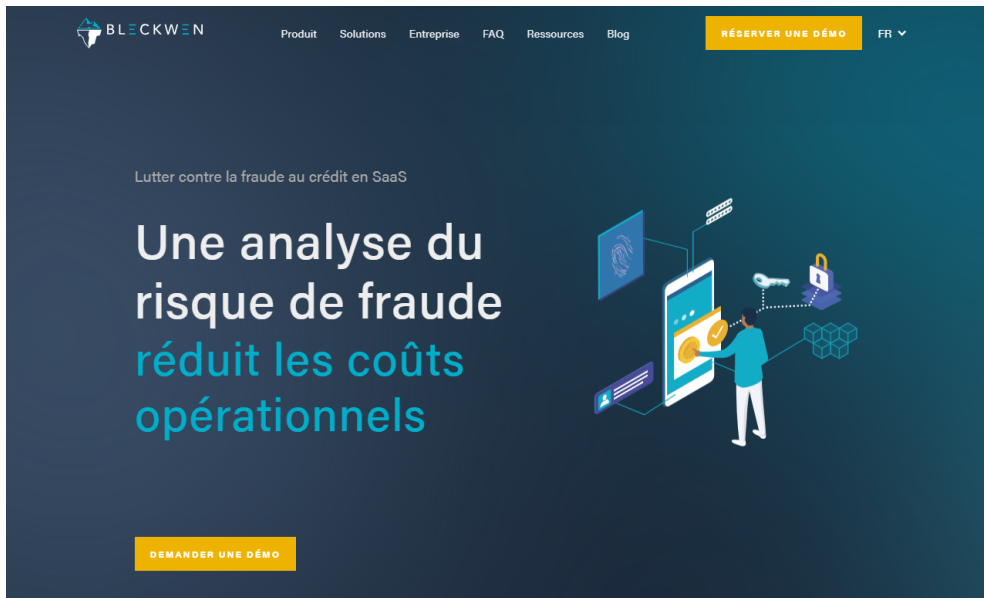 BLΞCKWΞN
Produit Solutions Entreprise FAQ Ressources Blog RÉSERVER UNE DÉMO FR
Lutter contre la fraude au crédit en SaaS
Une analyse du
risque de fraude
réduit les coûts
opérationnels
DEMANDER UNE DÉMO